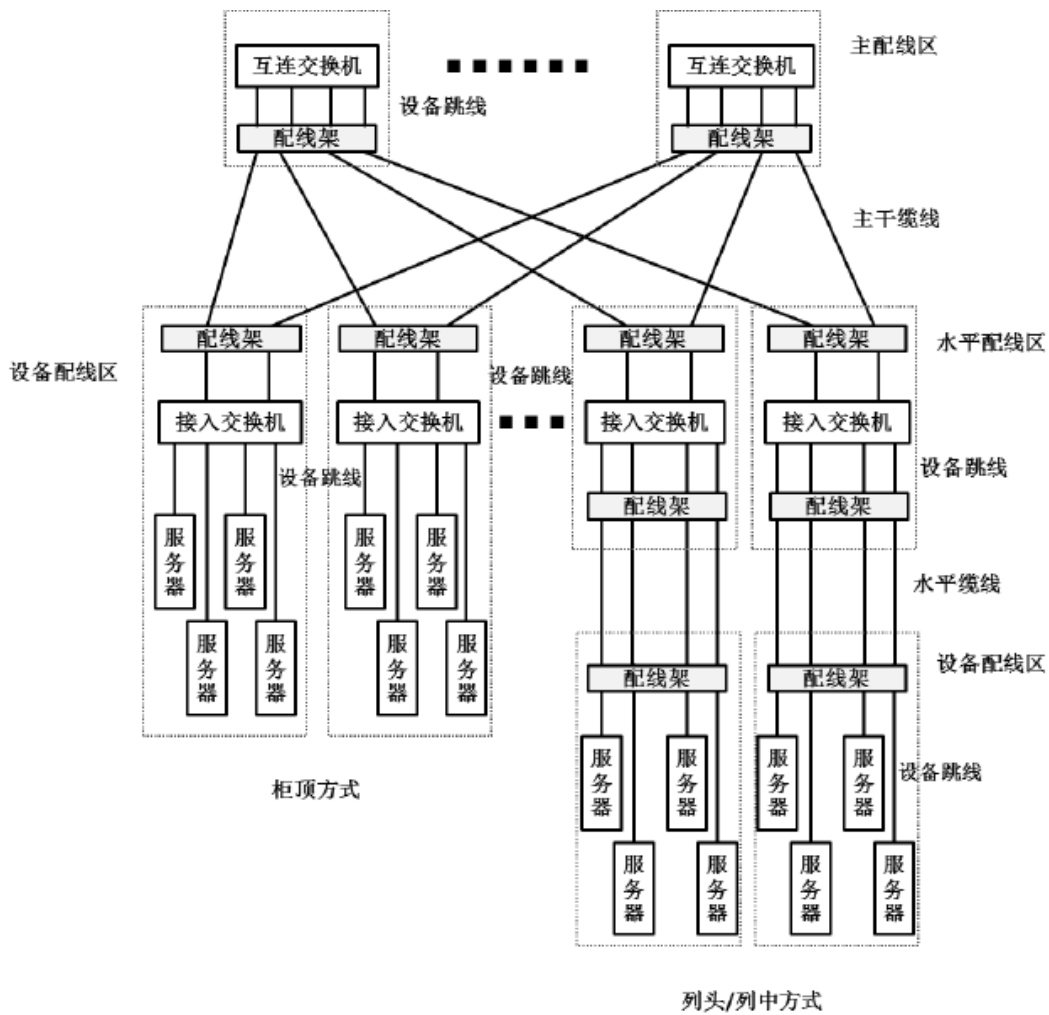 主配线区
互连交换机
互连交换机
设备跳线
配线架
配线架
主干缆线
配线架
配线架
配线架
配线架
水平配线区
设备配线区
设备跳线
接入交换机
接入交换机
接入交换机
接入交换机
设备跳线
设备跳线
配线架
配线架
服务器
服务器
服务器
服务器
水平缆线
服务器
服务器
服务器
服务器
设备配线区
配线架
配线架
服务器
服务器
服务器
服务器
设备跳线
柜顶方式
服务器
服务器
服务器
服务器
列头/列中方式